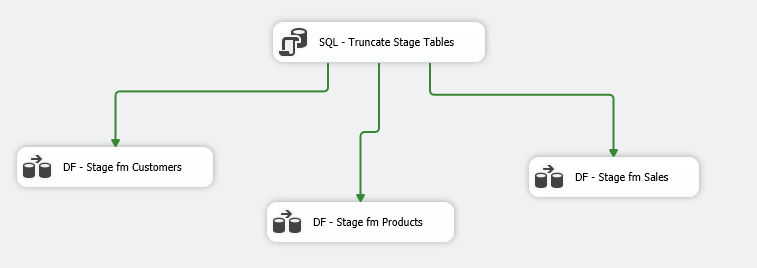 SQL - Truncate Stage Tables
DF - Stage fm Customers
DF - Stage fm Products
DF - Stage fm Sales